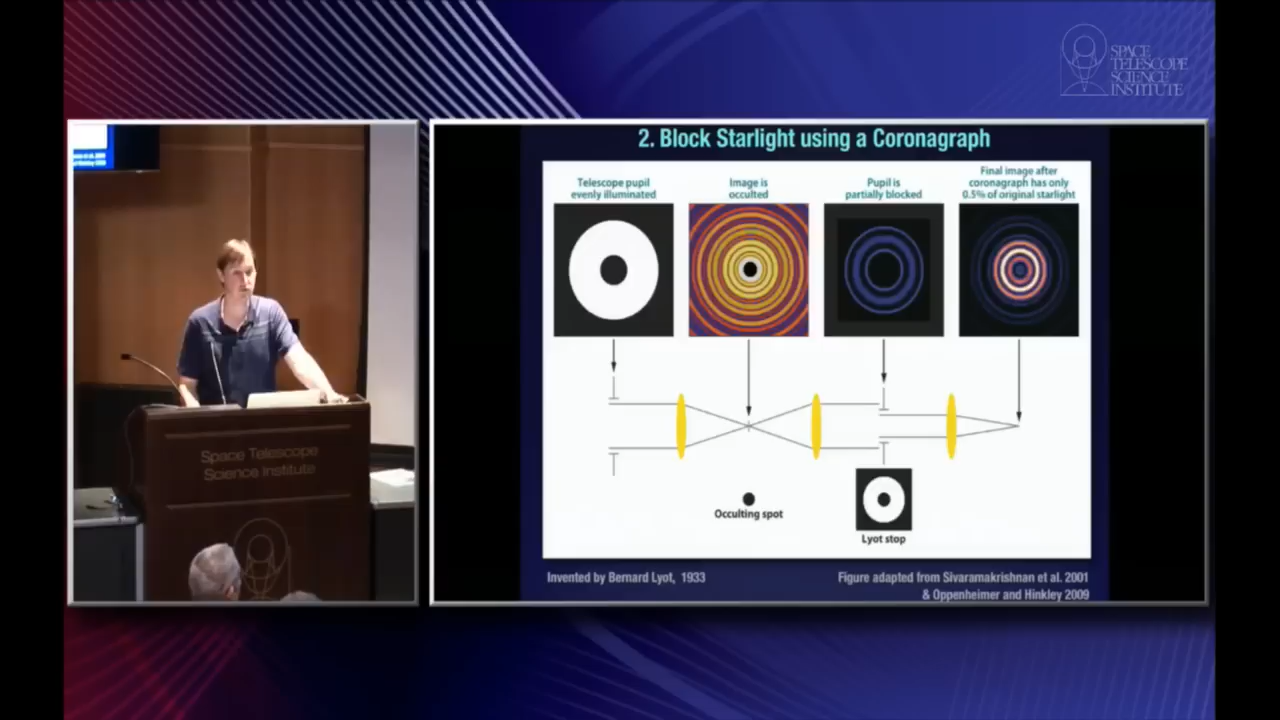 SPACE
TELESCOPE
SCIENCE
INSTITUTE
2. Block Starlight using a Coronagraph
Telescope pupil
evenly illuminated
Image is
occulted
Pupil is
partially blocked
Final image after
coronagraph has only
0.5% of original starlight
Occulting spot
Lyot stop
Invented by Bernard Lyot, 1933
Figure adapted from Sivaramakrishnan et al. 2001
& Oppenheimer and Hinkley 2009
Space Telescope
Science Institute